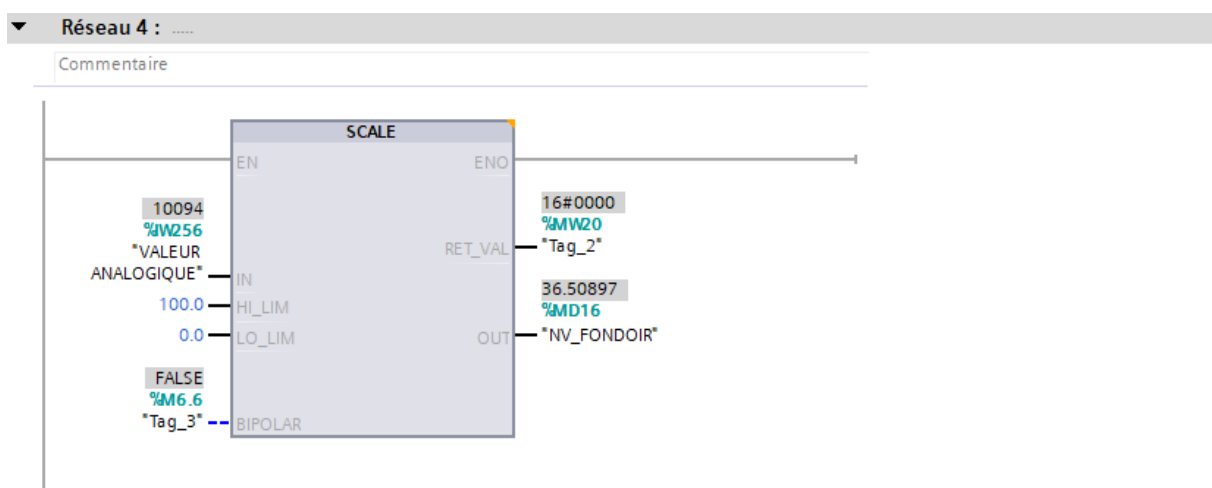 Réseau 4 : .....
Commentaire
SCALE
EN ENO
10094
%IW256
"VALEUR
ANALOGIQUE"
IN
100.0 HI_LIM
0.0 LO_LIM
FALSE
%M6.6
"Tag_3" BIPOLAR
16#0000
%MW20
RET_VAL "Tag_2"
36.50897
%MD16
OUT "NV_FONDOIR"